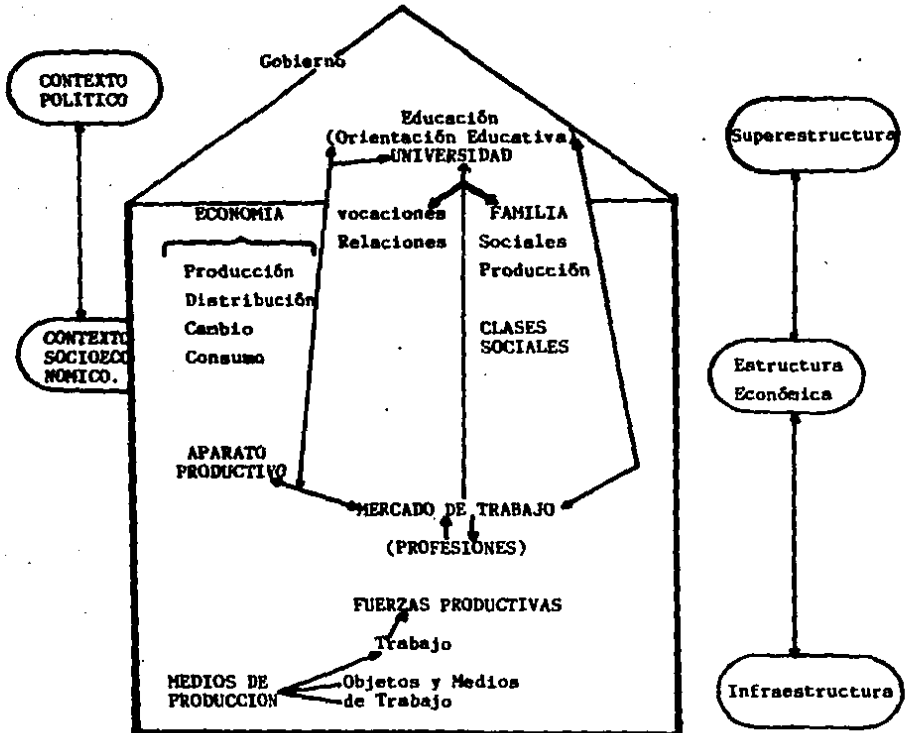 Gobierno
CONTEXTO
POLITICO
Educación
(Orientación Educativa
UNIVERSIDAD
Superestructura
ECONOMIA
vocaciones
FAMILIA
Relaciones
Sociales
Producción
Producción
Distribución
Cambio
Consumo
CLASES
SOCIALES
CONTEXTO
SOCIOECO
NOMICO.
Estructura
Económica
APARATO
PRODUCTIVO
MERCADO DE TRABAJO
(PROFESIONES)
FUERZAS PRODUCTIVAS
Trabajo
MEDIOS DE
PRODUCCION
Objetos y Medios
de Trabajo
Infraestructura